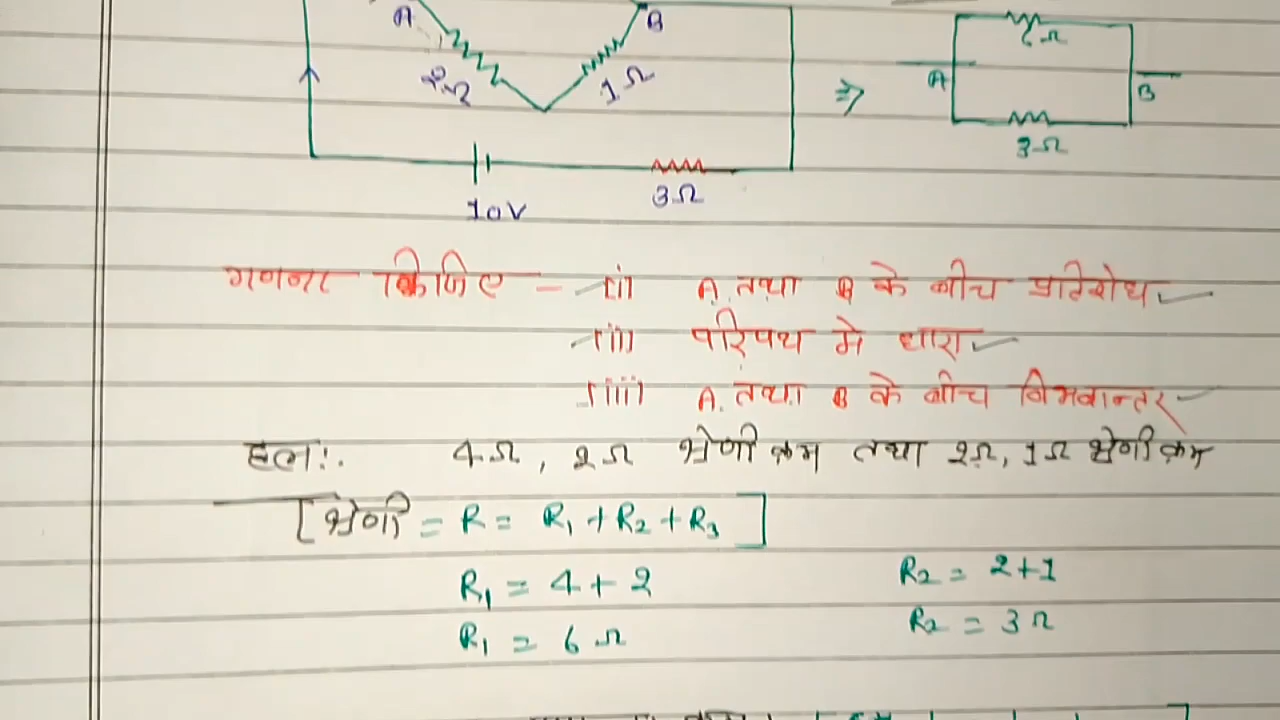 A B
2Ω 1Ω
6Ω
A B
3Ω
10V 3Ω
गणना किजिए - (i) A तथा B के बीच प्रतिरोध
(ii) परिपथ मे धारा
(iii) A तथा B के बीच विभवान्तर
हल:. 4Ω, 2Ω श्रेणीक्रम तथा 2Ω, 1Ω श्रेणीक्रम
[श्रेणी = R = R₁ + R₂ + R₃]
R₁ = 4 + 2 R₂ = 2+1
R₁ = 6 Ω R₂ = 3 Ω